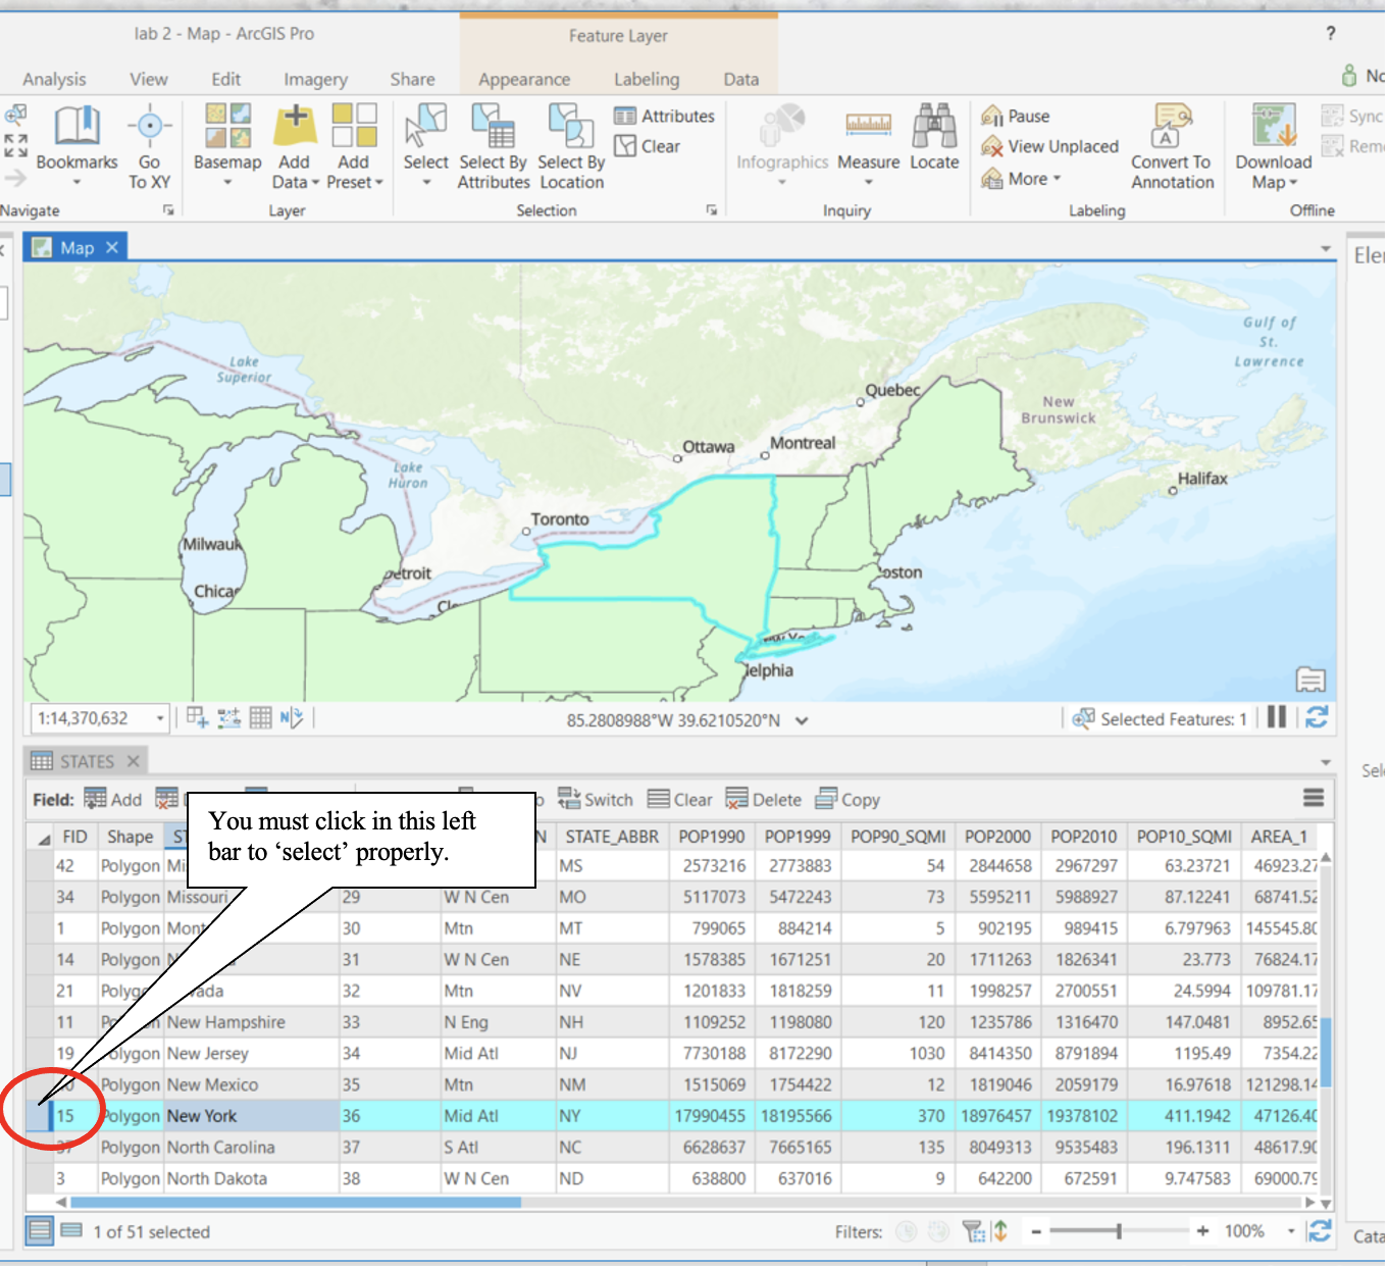 lab 2 - Map - ArcGIS Pro
Feature Layer
?
Analysis View Edit Imagery Share Appearance Labeling Data
Bookmarks
Go
To XY
Navigate
Basemap
Add
Data
Add
Preset
Layer
Select
Select By
Attributes
Select By
Location
Attributes
Clear
Selection
Infographics
Measure
Locate
Inquiry
Pause
View Unplaced
More
Convert To
Annotation
Labeling
Download
Map
Sync
Offline
Map
Gulf of
St.
Lawrence
Lake
Superior
Quebec
New
Brunswick
Ottawa
Montreal
Lake
Huron
Halifax
Toronto
Milwauk
Detroit
oston
Chicag
Cle
ew Yo
delphia
1:14,370,632
85.2808988°W 39.6210520°N
Selected Features: 1
STATES
Field: Add Switch Clear Delete Copy
You must click in this left
bar to ‘select’ properly.
FID Shape ST N STATE_ABBR POP1990 POP1999 POP90_SQMI POP2000 POP2010 POP10_SQMI AREA_1
42 Polygon Mi MS 2573216 2773883 54 2844658 2967297 63.23721 46923.27
34 Polygon Missouri 29 W N Cen MO 5117073 5472243 73 5595211 5988927 87.12241 68741.52
1 Polygon Mont 30 Mtn MT 799065 884214 5 902195 989415 6.797963 145545.80
14 Polygon N 31 W N Cen NE 1578385 1671251 20 1711263 1826341 23.773 76824.17
21 Polyg vada 32 Mtn NV 1201833 1818259 11 1998257 2700551 24.5994 109781.17
11 Polygon New Hampshire 33 N Eng NH 1109252 1198080 120 1235786 1316470 147.0481 8952.65
19 Polygon New Jersey 34 Mid Atl NJ 7730188 8172290 1030 8414350 8791894 1195.49 7354.22
Polygon New Mexico 35 Mtn NM 1515069 1754422 12 1819046 2059179 16.97618 121298.14
15 Polygon New York 36 Mid Atl NY 17990455 18195566 370 18976457 19378102 411.1942 47126.40
37 Polygon North Carolina 37 S Atl NC 6628637 7665165 135 8049313 9535483 196.1311 48617.90
3 Polygon North Dakota 38 W N Cen ND 638800 637016 9 642200 672591 9.747583 69000.79
1 of 51 selected
Filters:
- + 100%